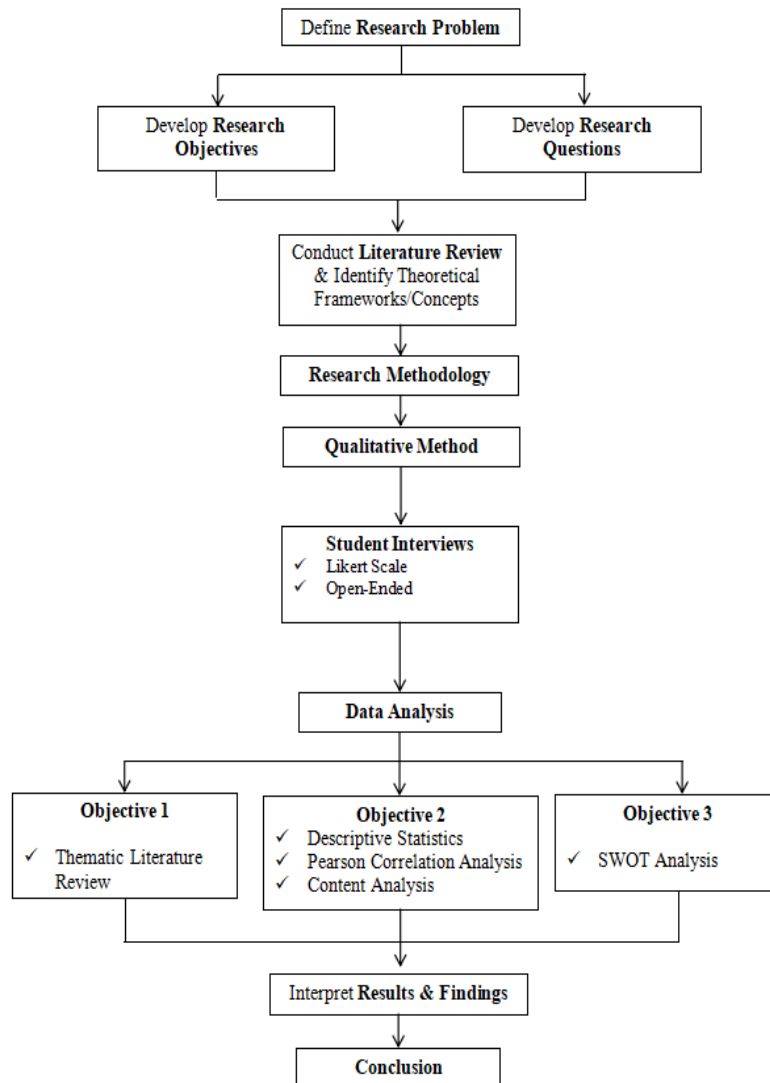 Define Research Problem
Develop Research
Objectives
Develop Research
Questions
Conduct Literature Review
& Identify Theoretical
Frameworks/Concepts
Research Methodology
Qualitative Method
Student Interviews
✓ Likert Scale
✓ Open-Ended
Data Analysis
Objective 1
✓ Thematic Literature
Review
Objective 2
✓ Descriptive Statistics
✓ Pearson Correlation Analysis
✓ Content Analysis
Objective 3
✓ SWOT Analysis
Interpret Results & Findings
Conclusion